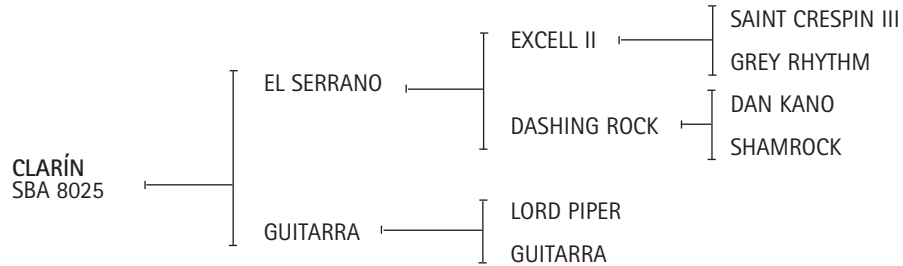 SAINT CRESPIN III
EXCELL II
GREY RHYTHM
EL SERRANO
DAN KANO
DASHING ROCK
SHAMROCK
CLARÍN
SBA 8025
LORD PIPER
GUITARRA
GUITARRA